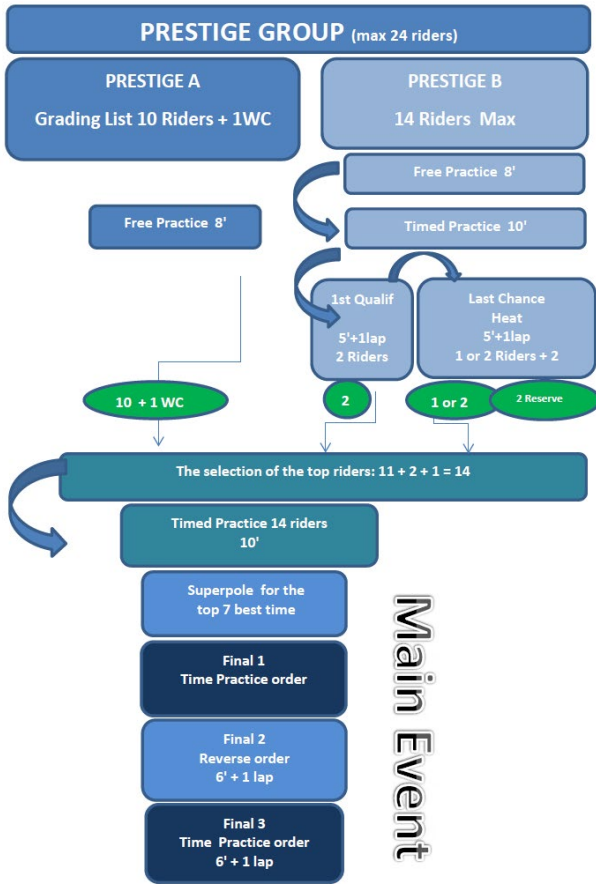 PRESTIGE GROUP (max 24 riders)
PRESTIGE A
Grading List 10 Riders + 1WC
PRESTIGE B
14 Riders Max
Free Practice 8'
Timed Practice 10'
Free Practice 8'
1st Qualif
5'+1lap
2 Riders
Last Chance
Heat
5'+1lap
1 or 2 Riders + 2
10 + 1 WC
2
1 or 2
2 Reserve
The selection of the top riders: 11 + 2 + 1 = 14
Timed Practice 14 riders
10'
Superpole for the
top 7 best time
Final 1
Time Practice order
Final 2
Reverse order
6' + 1 lap
Final 3
Time Practice order
6' + 1 lap
Main Event